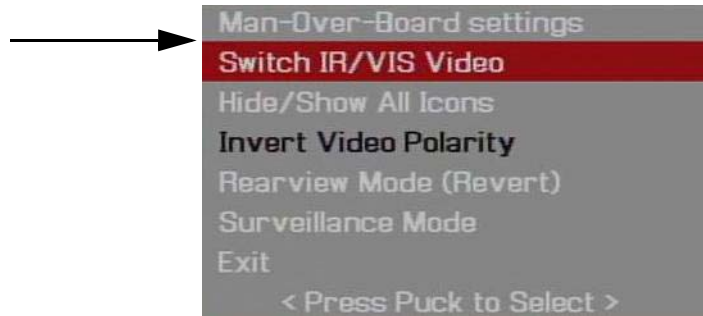 Man-Over-Board settings
Switch IR/VIS Video
Hide/Show All Icons
Invert Video Polarity
Rearview Mode (Revert)
Surveillance Mode
Exit
< Press Puck to Select >